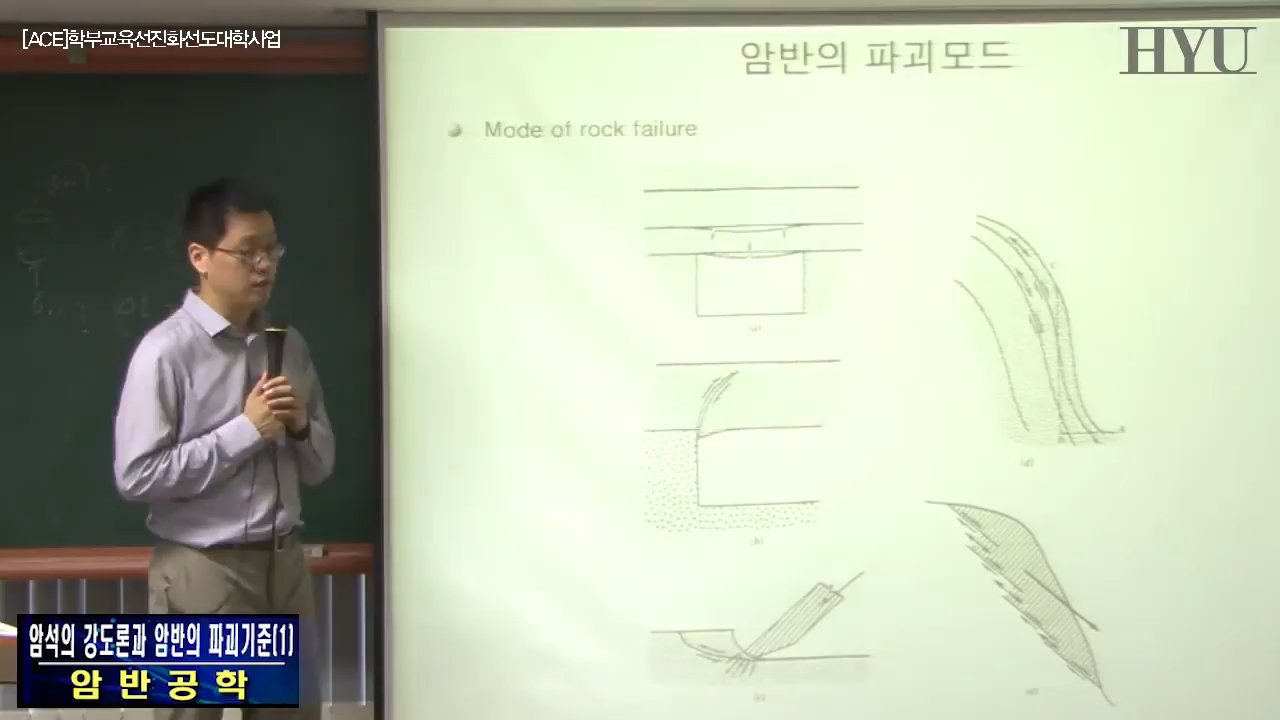 [ACE]학부교육선진화선도대학사업
암반의 파괴모드
HYU
Mode of rock failure
(a)
(b)
(c)
(d)
암석의 강도론과 암반의 파괴기준(1)
암반공학